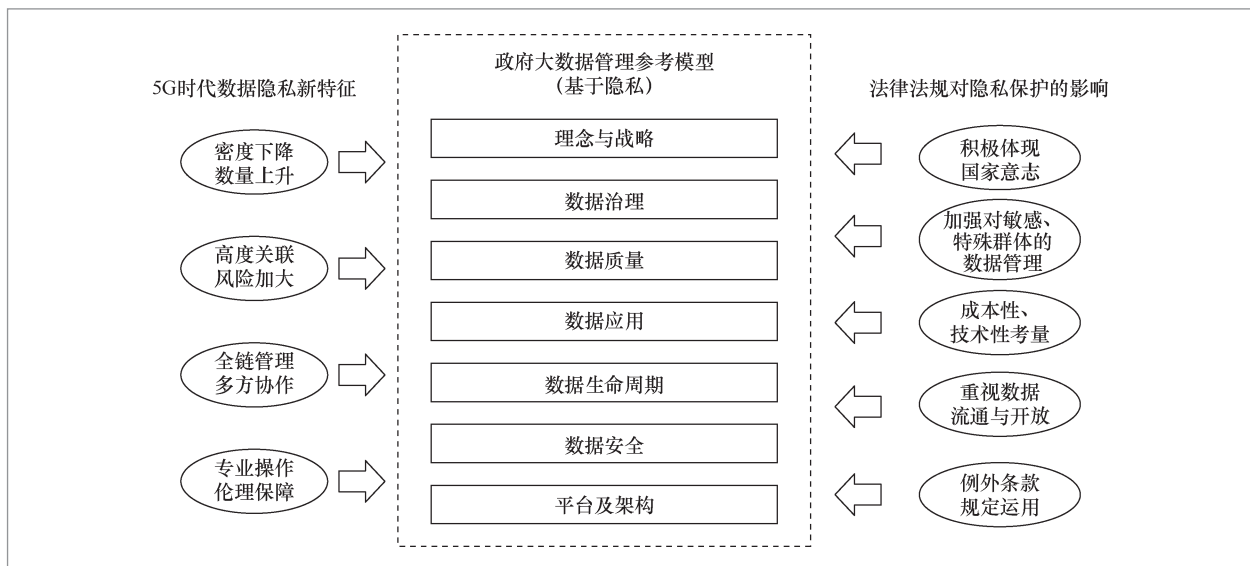 5G时代数据隐私新特征
密度下降
数量上升
高度关联
风险加大
全链管理
多方协作
专业操作
伦理保障
政府大数据管理参考模型
(基于隐私)
理念与战略
数据治理
数据质量
数据应用
数据生命周期
数据安全
平台及架构
法律法规对隐私保护的影响
积极体现
国家意志
加强对敏感、
特殊群体的
数据管理
成本性、
技术性考量
重视数据
流通与开放
例外条款
规定运用